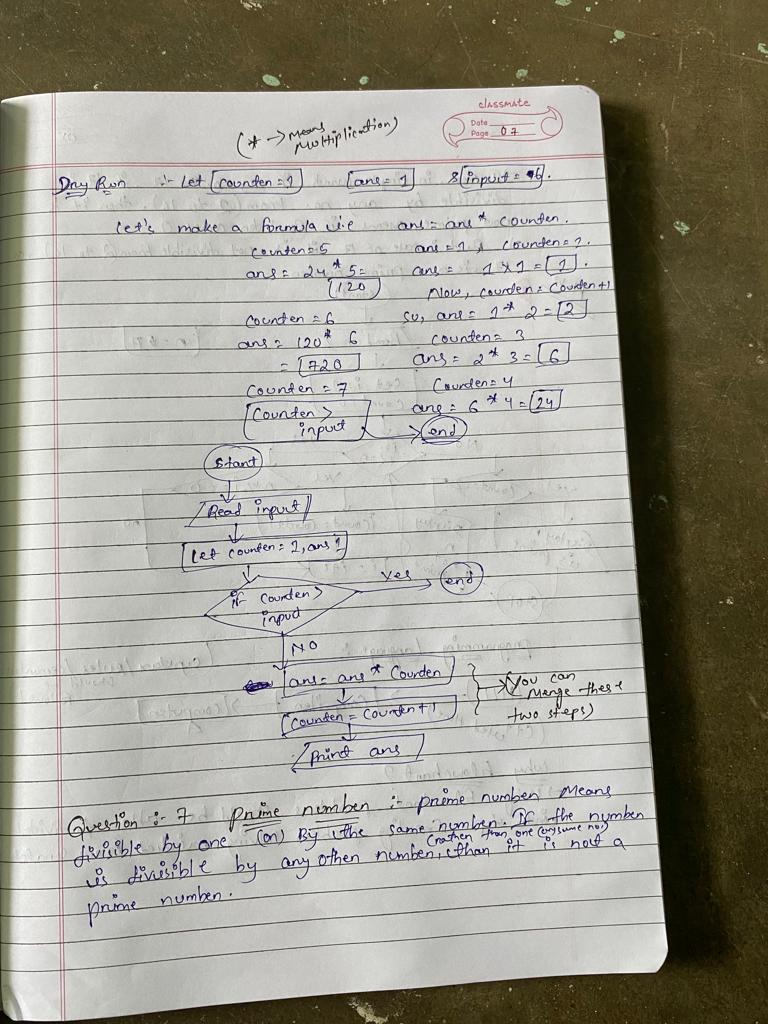 classmate
Date
Page 07
(* → means multiplication)
Dry Run :- Let counter = 1 ans = 1 & input = 6.
Let's make a formula i.e ans = ans * counter.
ans = 1, counter = 1.
ans = 1 * 1 = 1.
Now, counter = counter + 1
so, ans = 1 * 2 = 2
counter = 3
ans = 2 * 3 = 6
counter = 4
ans = 6 * 4 = 24
counter = 5
ans = 24 * 5 =
120
counter = 6
ans = 120 * 6
= 720
counter = 7
counter >
input → end
Start
Read input
Let counter = 1, ans 1
if counter >
input
Yes
end
NO
ans = ans * counter
counter = counter + 1
Print ans
→ (You can
merge these
two steps)
Question :- 7 prime number :- prime number means
divisible by one (or) By the same number. If the number
is divisible by any other number, (rather than one (or) same no.) than it is not a
prime number.